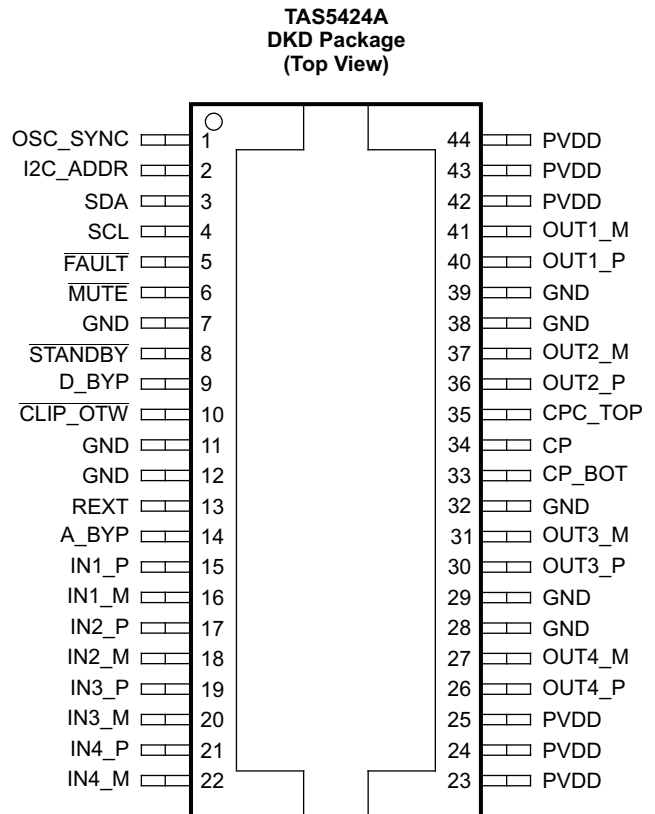 TAS5424A
DKD Package
(Top View)
OSC_SYNC 1 44 PVDD
I2C_ADDR 2 43 PVDD
SDA 3 42 PVDD
SCL 4 41 OUT1_M
FAULT 5 40 OUT1_P
MUTE 6 39 GND
GND 7 38 GND
STANDBY 8 37 OUT2_M
D_BYP 9 36 OUT2_P
CLIP_OTW 10 35 CPC_TOP
GND 11 34 CP
GND 12 33 CP_BOT
REXT 13 32 GND
A_BYP 14 31 OUT3_M
IN1_P 15 30 OUT3_P
IN1_M 16 29 GND
IN2_P 17 28 GND
IN2_M 18 27 OUT4_M
IN3_P 19 26 OUT4_P
IN3_M 20 25 PVDD
IN4_P 21 24 PVDD
IN4_M 22 23 PVDD